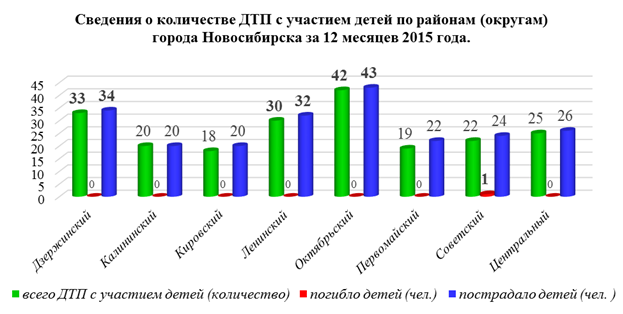 Сведения о количестве ДТП с участием детей по районам (округам)
города Новосибирска за 12 месяцев 2015 года.
45
40
35
30
25
20
15
10
5
0
33 0 34
20 0 20
18 0 20
30 0 32
42 0 43
19 0 22
22 1 24
25 0 26
Дзержинский
Калининский
Кировский
Ленинский
Октябрьский
Первомайский
Советский
Центральный
всего ДТП с участием детей (количество) погибло детей (чел.) пострадало детей (чел. )